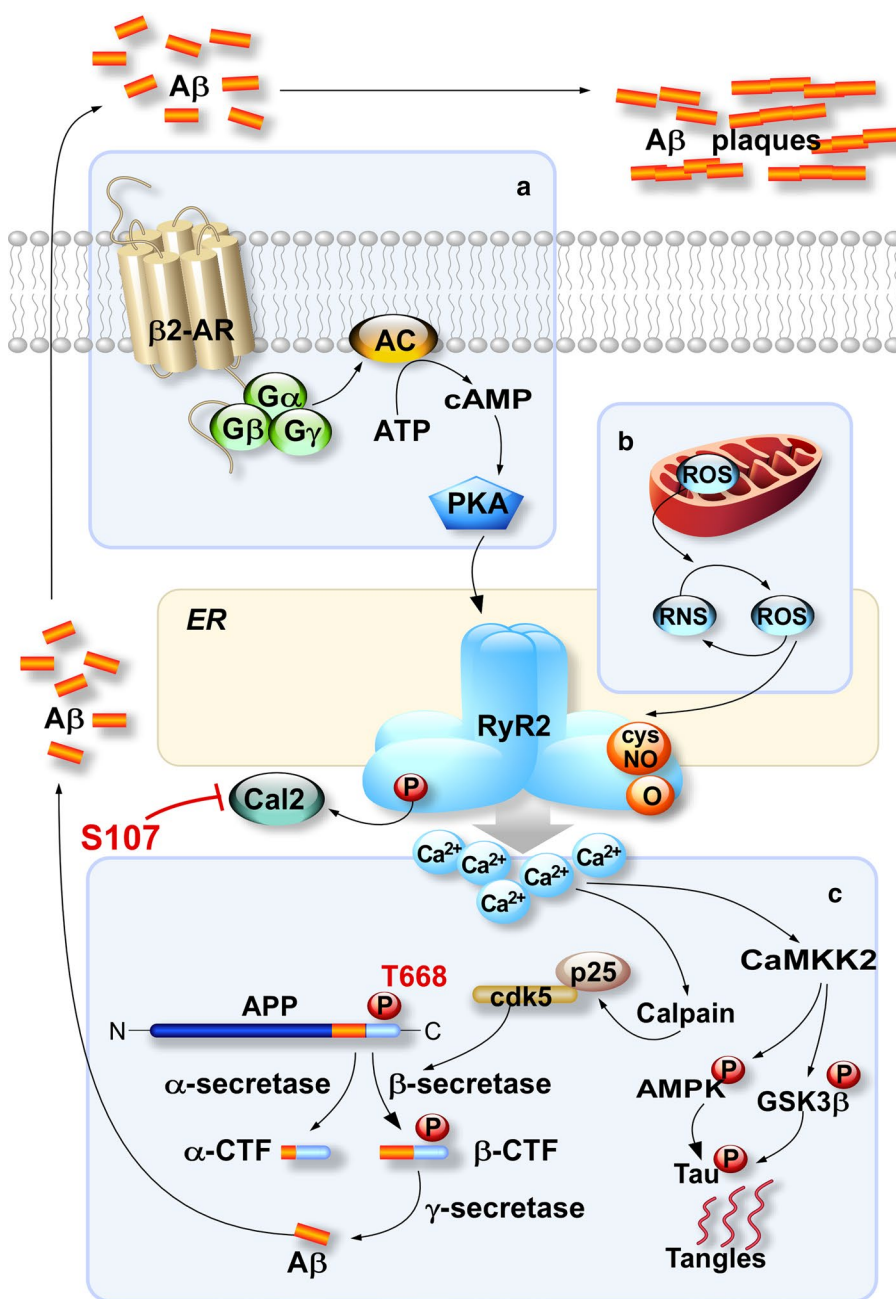 Aβ
Aβ plaques
a
β2-AR
AC
Gα
Gβ
Gγ
ATP
cAMP
PKA
b
ROS
RNS
ROS
ER
RyR2
Aβ
cys
NO
O
P
Cal2
S107
Ca2+
Ca2+
Ca2+
Ca2+
Ca2+
c
CaMKK2
T668
P
APP
N
C
cdk5
p25
Calpain
α-secretase
β-secretase
AMPK
P
GSK3β
P
α-CTF
P
β-CTF
Tau
P
γ-secretase
Aβ
Tangles